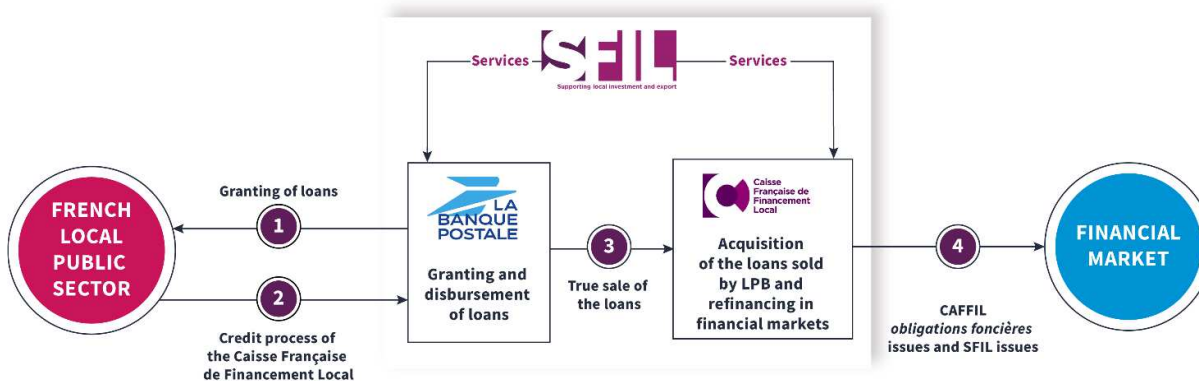 Services
SFIL
Services
Supporting local investment and export
FRENCH
LOCAL
PUBLIC
SECTOR
Granting of loans
1
2
Credit process of
the Caisse Française
de Financement Local
LA
BANQUE
POSTALE
Granting and
disbursement
of loans
3
True sale of
the loans
Caisse
Française de
Financement
Local
Acquisition
of the loans sold
by LPB and
refinancing in
financial markets
4
CAFFIL
obligations foncières
issues and SFIL issues
FINANCIAL
MARKET